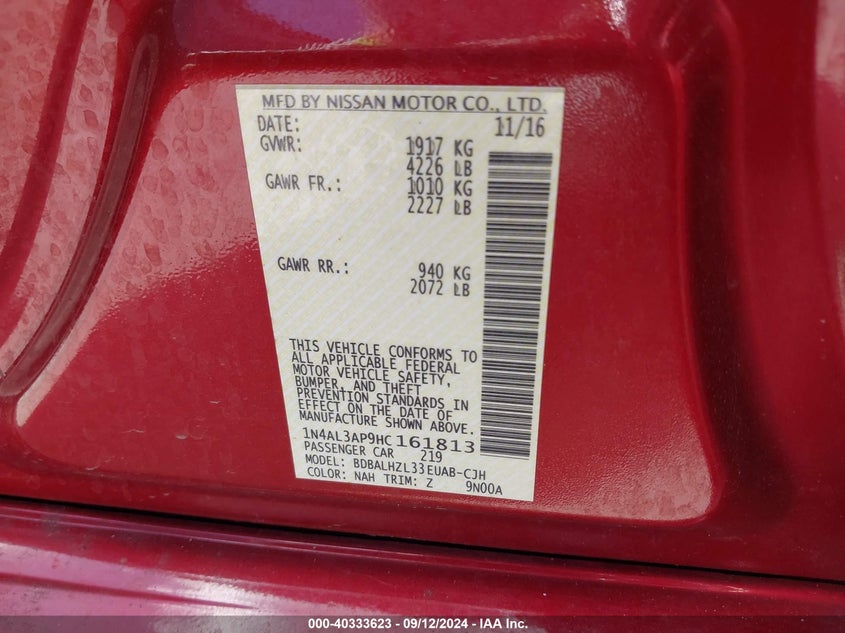 MFD BY NISSAN MOTOR CO., LTD.
DATE: 11/16
GVWR: 1917 KG
4226 LB
GAWR FR.: 1010 KG
2227 LB
GAWR RR.: 940 KG
2072 LB
THIS VEHICLE CONFORMS TO
ALL APPLICABLE FEDERAL
MOTOR VEHICLE SAFETY,
BUMPER, AND THEFT
PREVENTION STANDARDS IN
EFFECT ON THE DATE OF
MANUFACTURE SHOWN ABOVE.
1N4AL3AP9HC161813
PASSENGER CAR 219
MODEL: BDBALHZL33EUAB-CJH
COLOR: NAH TRIM: Z 9N00A
000-40333623 - 09/12/2024 - IAA Inc.